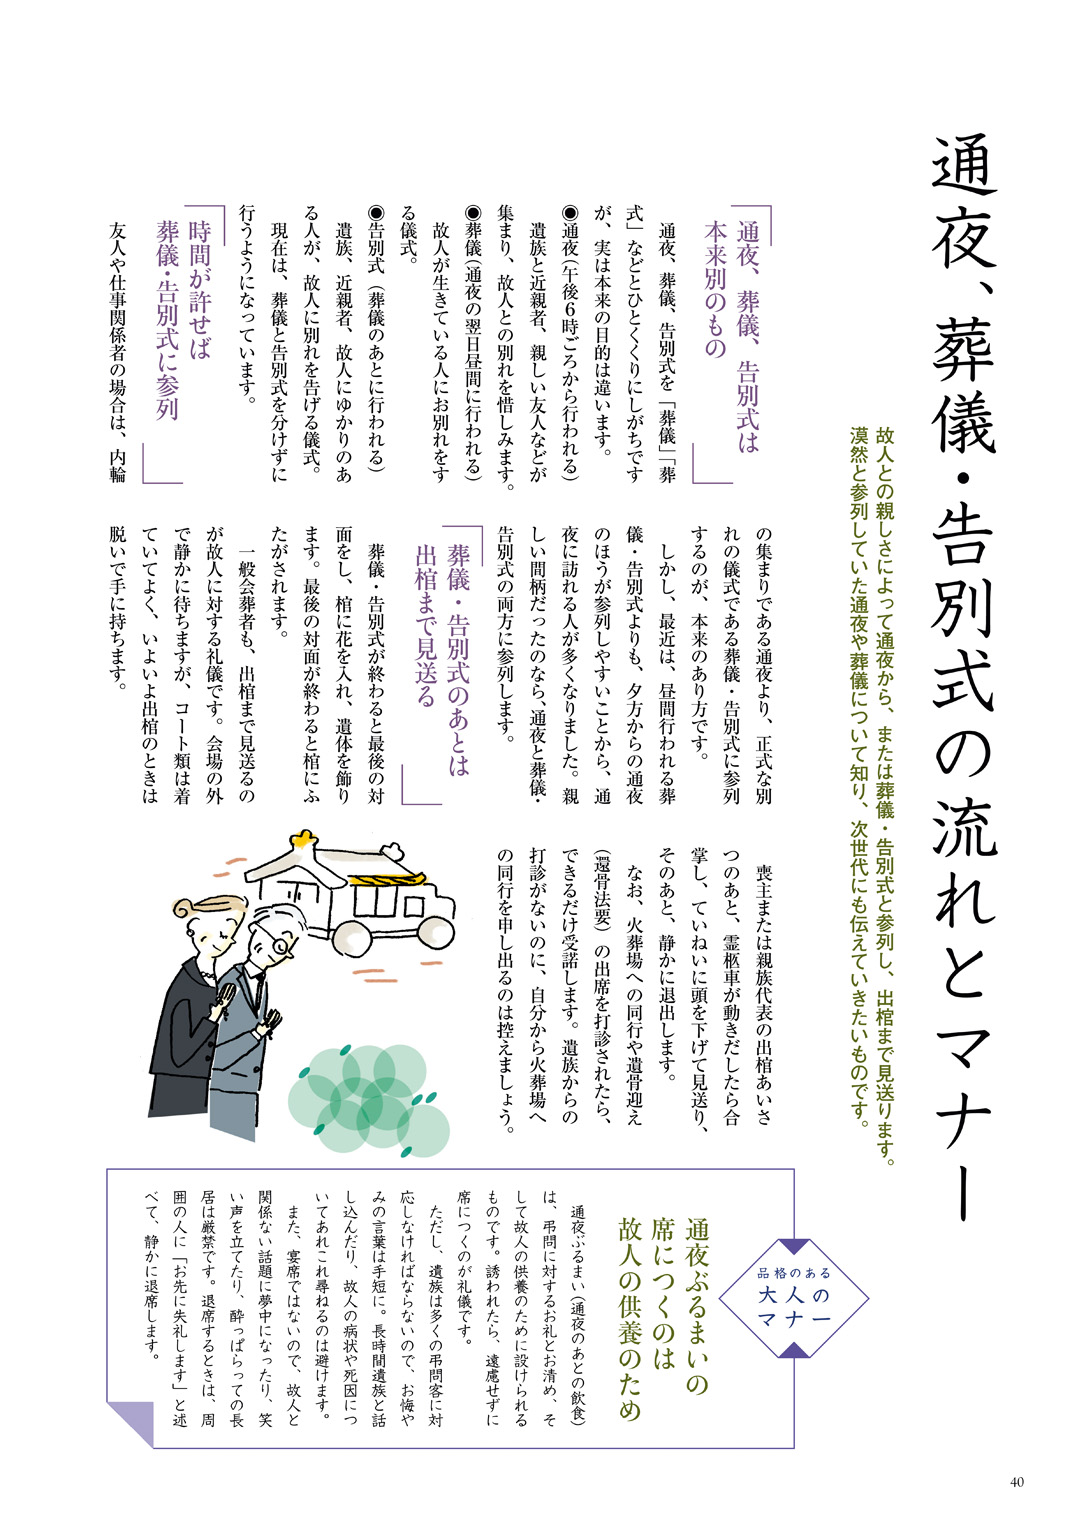 通夜、葬儀・告別式の流れとマナー
故人との親しさによって通夜から、または葬儀・告別式と参列し、出棺まで見送ります。
漠然と参列していた通夜や葬儀について知り、次世代にも伝えていきたいものです。
通夜、葬儀、告別式は
本来別のもの
通夜、葬儀、告別式を「葬儀」「葬
式」などとひとくくりにしがちです
が、実は本来の目的は違います。
◉通夜(午後6時ごろから行われる)
遺族と近親者、親しい友人などが
集まり、故人との別れを惜しみます。
◉葬儀(通夜の翌日昼間に行われる)
故人が生きている人にお別れをす
る儀式。
◉告別式(葬儀のあとに行われる)
遺族、近親者、故人にゆかりのあ
る人が、故人に別れを告げる儀式。
現在は、葬儀と告別式を分けずに
行うようになっています。
時間が許せば
葬儀・告別式に参列
友人や仕事関係者の場合は、内輪
の集まりである通夜より、正式な別
れの儀式である葬儀・告別式に参列
するのが、本来のあり方です。
しかし、最近は、昼間行われる葬
儀・告別式よりも、夕方からの通夜
のほうが参列しやすいことから、通
夜に訪れる人が多くなりました。親
しい間柄だったのなら、通夜と葬儀・
告別式の両方に参列します。
葬儀・告別式のあとは
出棺まで見送る
葬儀・告別式が終わると最後の対
面をし、棺に花を入れ、遺体を飾り
ます。最後の対面が終わると棺にふ
たがされます。
一般会葬者も、出棺まで見送るの
が故人に対する礼儀です。会場の外
で静かに待ちますが、コート類は着
ていてよく、いよいよ出棺のときは
脱いで手に持ちます。
喪主または親族代表の出棺あいさ
つのあと、霊柩車が動きだしたら合
掌し、ていねいに頭を下げて見送り、
そのあと、静かに退出します。
なお、火葬場への同行や遺骨迎え
(還骨法要)の出席を打診されたら、
できるだけ受諾します。遺族からの
打診がないのに、自分から火葬場へ
の同行を申し出るのは控えましょう。
品格のある
大人の
マナー
通夜ぶるまいの
席につくのは
故人の供養のため
通夜ぶるまい(通夜のあとの飲食)
は、弔問に対するお礼とお清め、そ
して故人の供養のために設けられる
ものです。誘われたら、遠慮せずに
席につくのが礼儀です。
ただし、遺族は多くの弔問客に対
応しなければならないので、お悔や
みの言葉は手短に。長時間遺族と話
し込んだり、故人の病状や死因につ
いてあれこれ尋ねるのは避けます。
また、宴席ではないので、故人と
関係ない話題に夢中になったり、笑
い声を立てたり、酔っぱらっての長
居は厳禁です。退席するときは、周
囲の人に「お先に失礼します」と述
べて、静かに退席します。
40